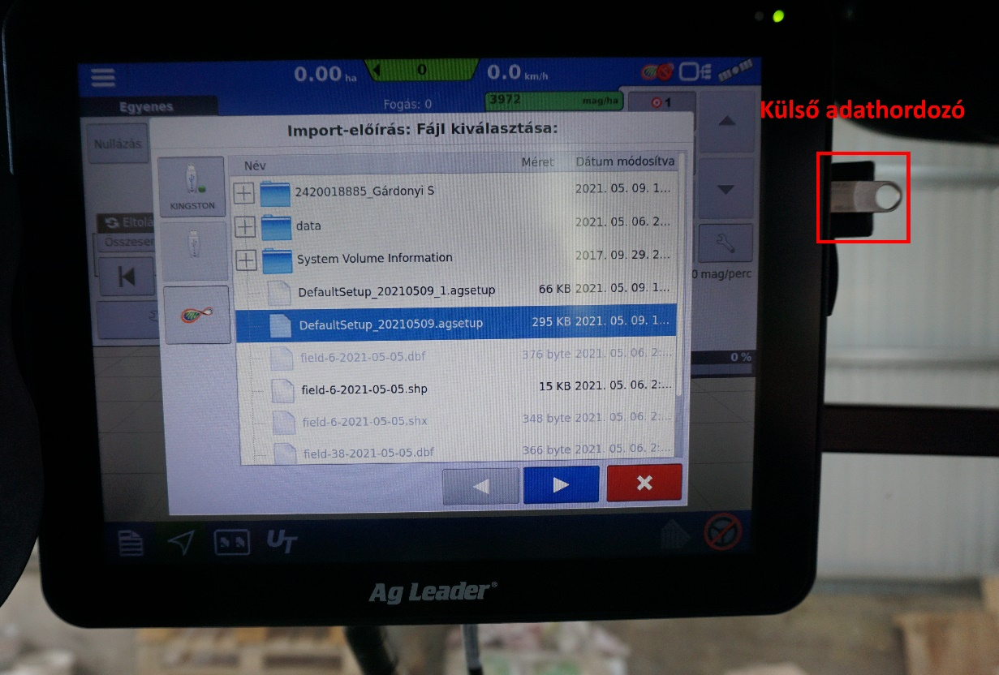 0.00 ha
0
0.0 km/h
Egyenes
Fogás: 0
3972 mag/ha
1
Külső adathordozó
Import-előírás: Fájl kiválasztása:
Nullázás
Név Méret Dátum módosítva
KINGSTON
2420018885_Gárdonyi S 2021. 05. 09. 1...
data 2021. 05. 06. 2...
Eltolá
Összeser
System Volume Information 2017. 09. 29. 2...
0 mag/perc
DefaultSetup_20210509_1.agsetup 66 KB 2021. 05. 09. 1...
DefaultSetup_20210509.agsetup 295 KB 2021. 05. 09. 1...
field-6-2021-05-05.dbf 376 byte 2021. 05. 06. 2:...
0 %
field-6-2021-05-05.shp 15 KB 2021. 05. 06. 2:...
field-6-2021-05-05.shx 348 byte 2021. 05. 06. 2:...
field-38-2021-05-05.dbf 366 byte 2021. 05. 06. 2:...
UT
Ag Leader®